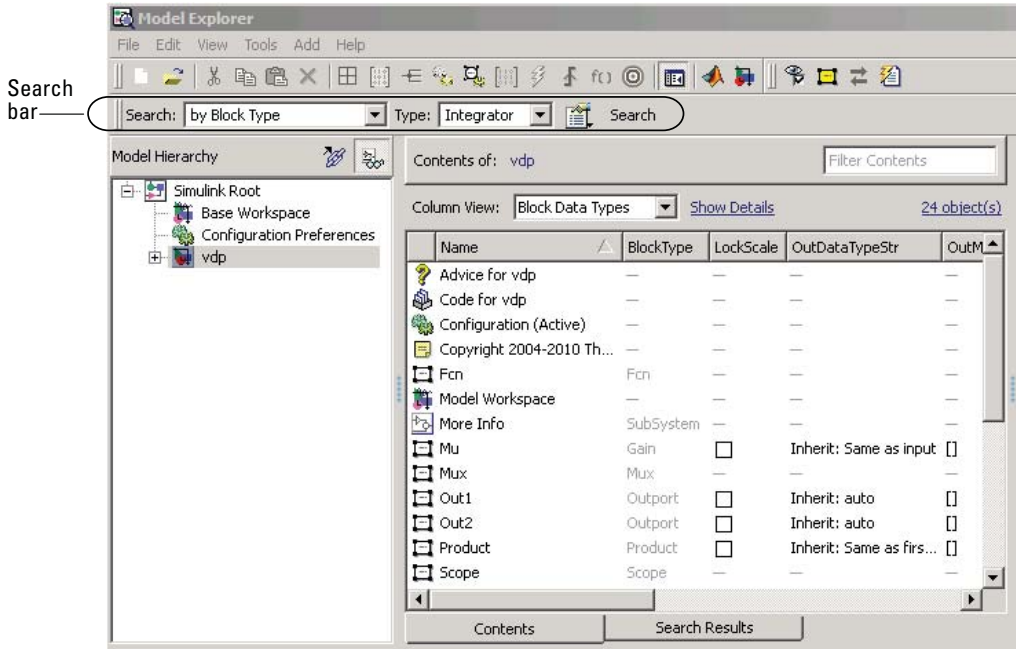 Model Explorer
File Edit View Tools Add Help
Search bar
Search: by Block Type Type: Integrator Search
Model Hierarchy
Simulink Root
Base Workspace
Configuration Preferences
vdp
Contents of: vdp Filter Contents
Column View: Block Data Types Show Details 24 object(s)
Name BlockType LockScale OutDataTypeStr OutM
Advice for vdp — — — —
Code for vdp — — — —
Configuration (Active) — — — —
Copyright 2004-2010 Th... — — — —
Fcn Fcn — — —
Model Workspace — — — —
More Info SubSystem — — —
Mu Gain Inherit: Same as input []
Mux Mux — — —
Out1 Outport Inherit: auto []
Out2 Outport Inherit: auto []
Product Product Inherit: Same as firs... []
Scope Scope — — —
Contents Search Results